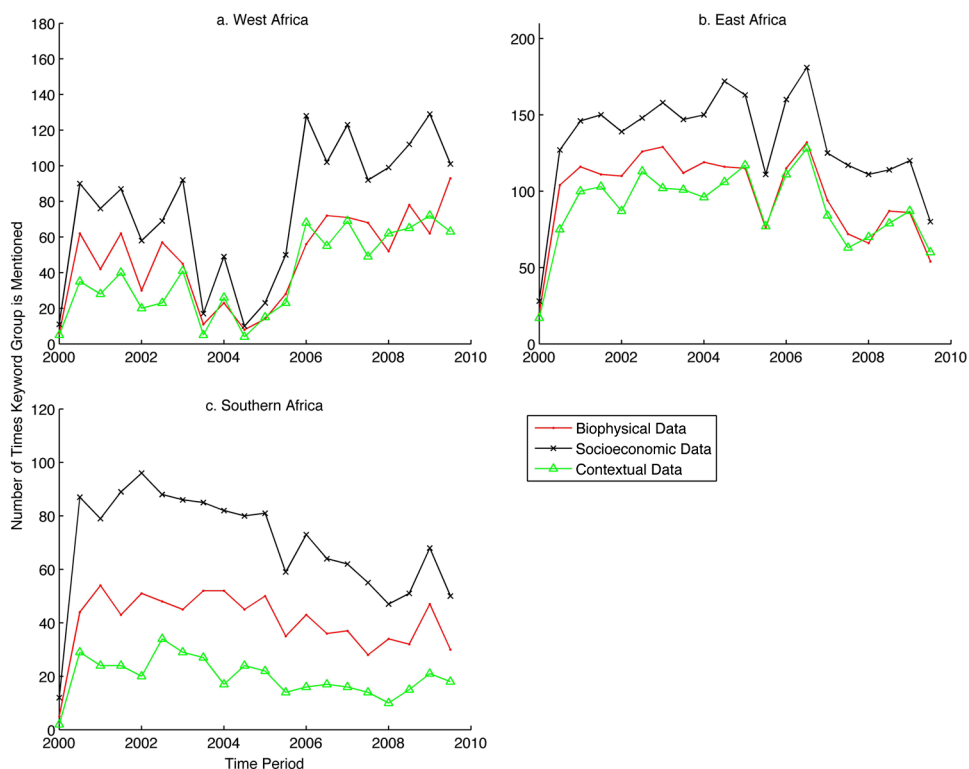 a. West Africa
180
160
140
120
100
80
60
40
20
0
2000 2002 2004 2006 2008 2010
b. East Africa
200
150
100
50
0
2000 2002 2004 2006 2008 2010
c. Southern Africa
120
100
80
60
40
20
0
2000 2002 2004 2006 2008 2010
Number of Times Keyword Group is Mentioned
Time Period
Biophysical Data
Socioeconomic Data
Contextual Data